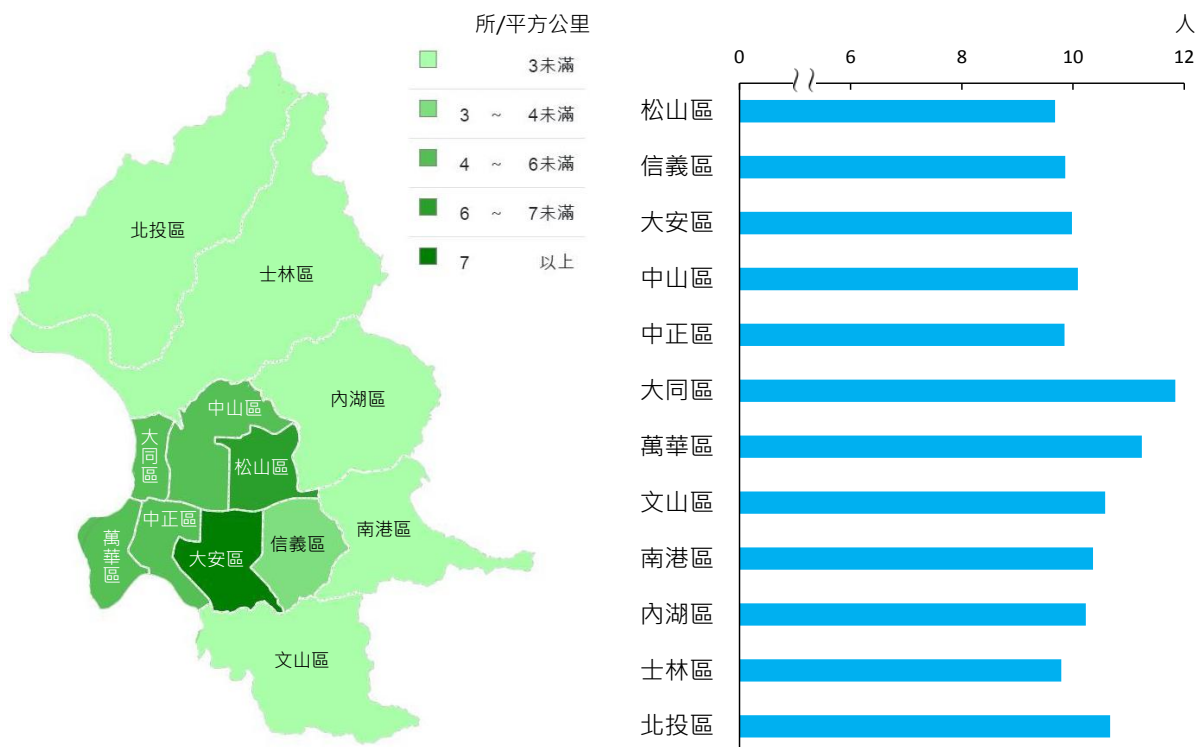 所/平方公里
3未滿
3 ~ 4未滿
4 ~ 6未滿
6 ~ 7未滿
7 以上
北投區
士林區
內湖區
中山區
大同區
松山區
南港區
中正區
萬華區
大安區
信義區
文山區
人
0 6 8 10 12
松山區
信義區
大安區
中山區
中正區
大同區
萬華區
文山區
南港區
內湖區
士林區
北投區